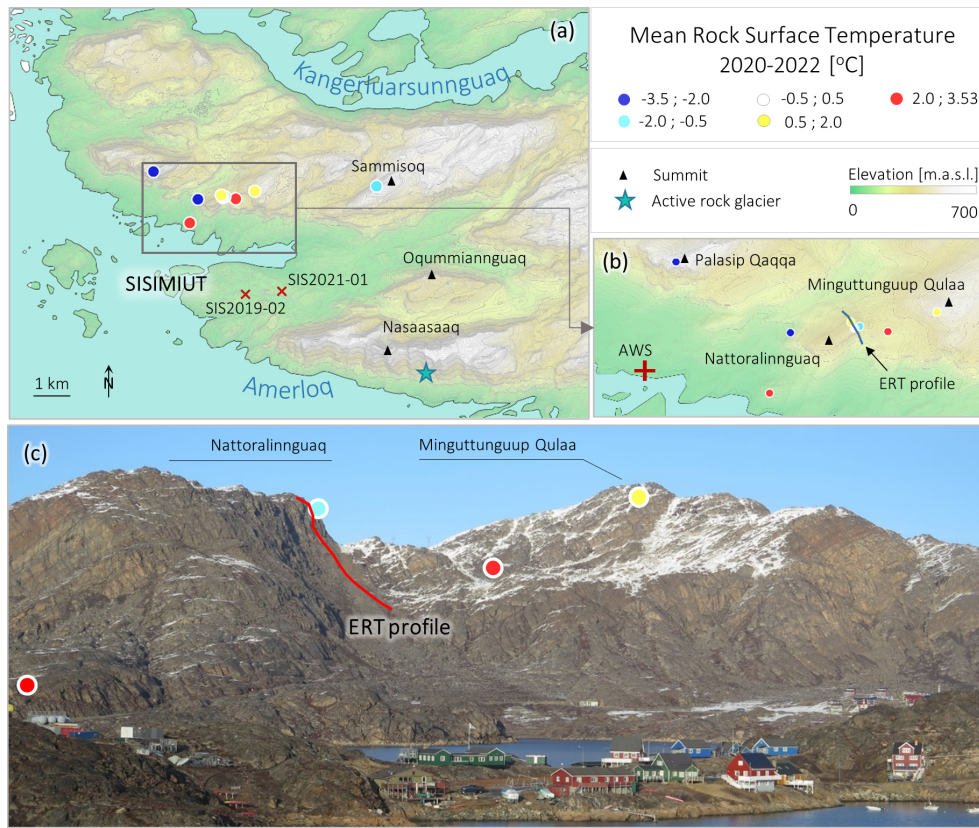 (a)
Kangerluarsunnguaq
Sammisoq
Oqummiannguaq
SISIMIUT
SIS2021-01
SIS2019-02
Nasaasaaq
1 km
N
Amerloq
Mean Rock Surface Temperature
2020-2022 [°C]
-3.5 ; -2.0
-0.5 ; 0.5
2.0 ; 3.53
-2.0 ; -0.5
0.5 ; 2.0
Summit
Active rock glacier
Elevation [m.a.s.l.]
0
700
(b)
Palasip Qaqqa
Minguttunguup Qulaa
Nattoralinnguaq
AWS
ERT profile
(c)
Nattoralinnguaq
Minguttunguup Qulaa
ERT profile